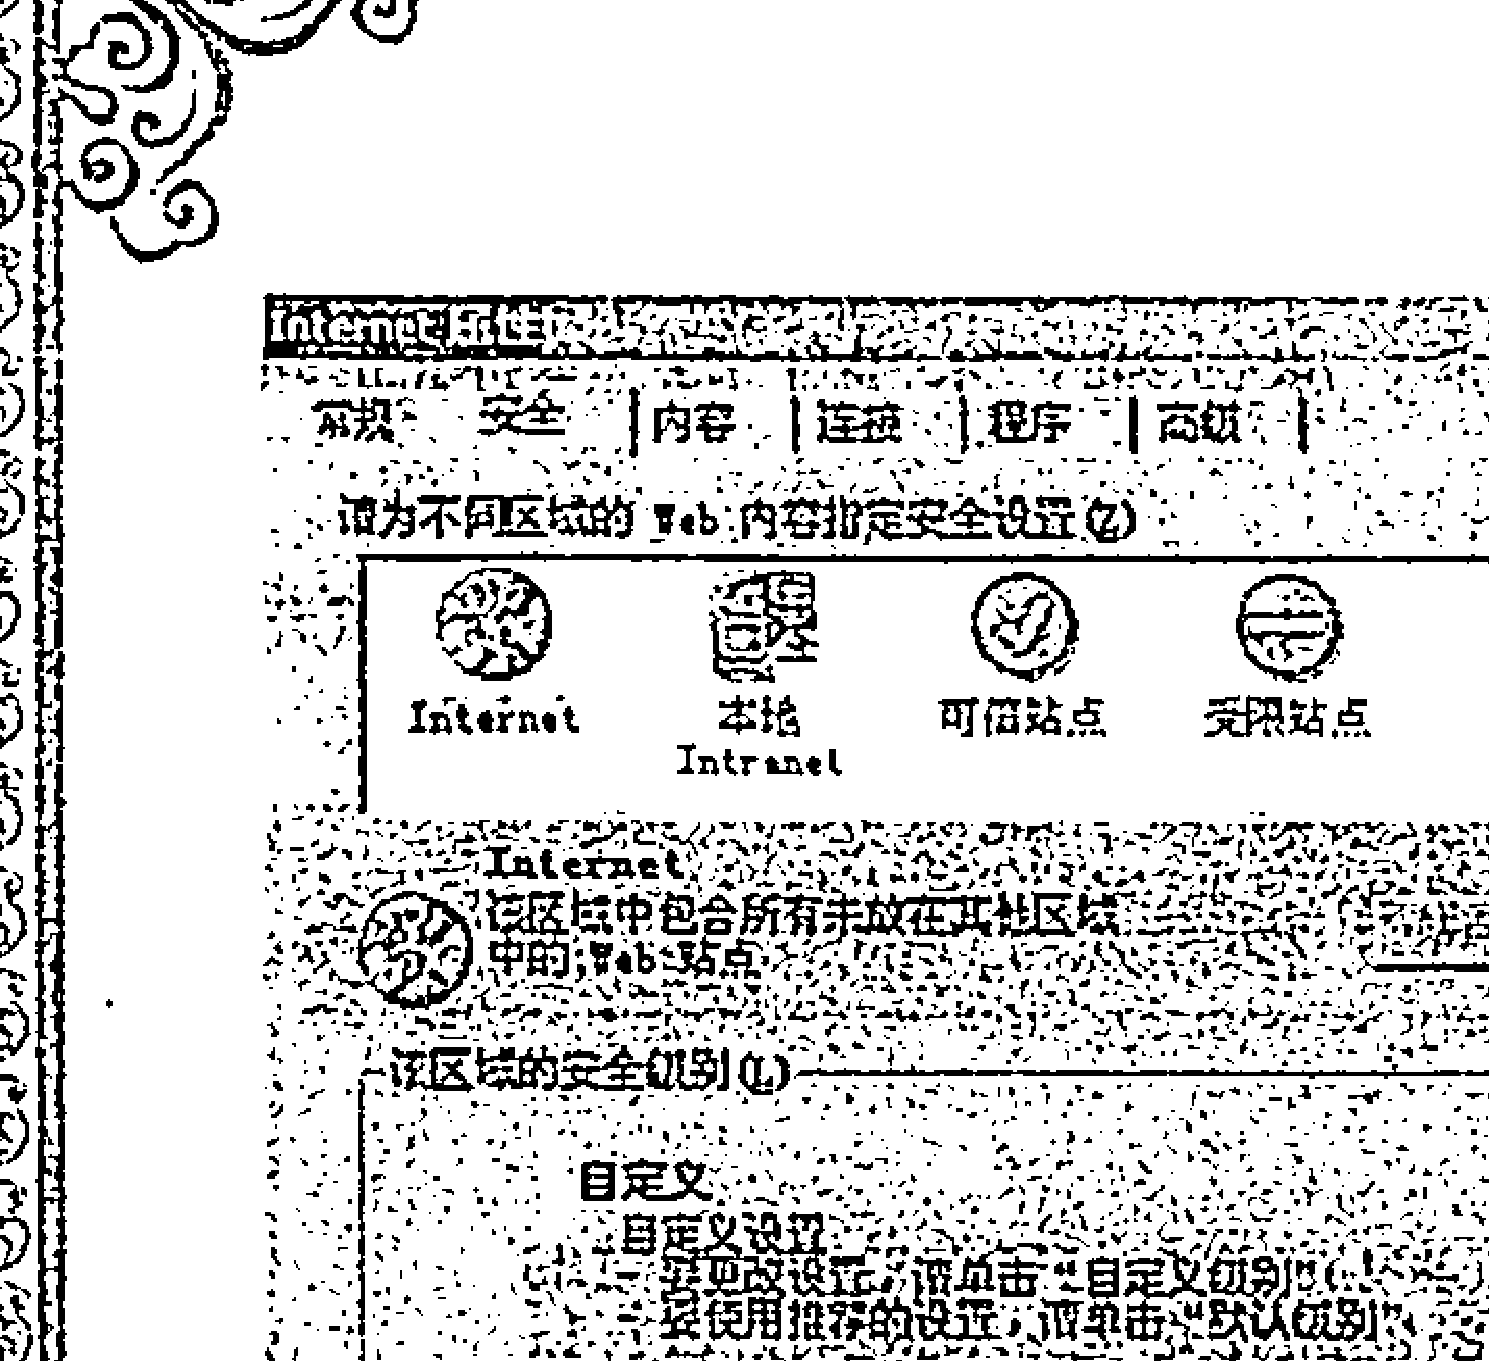 Internet 属性
常规 安全 内容 连接 程序 高级
请为不同区域的 Web 内容指定安全设置(Z)
Internet 本地 Intranet 可信站点 受限站点
Internet
该区域中包含所有未放在其他区域
中的 Web 站点
该区域的安全级别(L)
自定义
自定义设置
要更改设置,请单击“自定义级别”
要使用推荐的设置,请单击“默认级别”